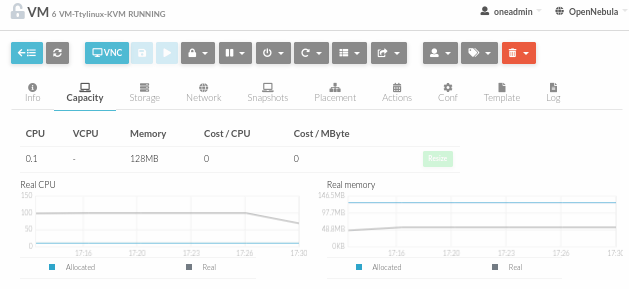 VM 6 VM-Ttylinux-KVM RUNNING
oneadmin OpenNebula
VNC
Info Capacity Storage Network Snapshots Placement Actions Conf Template Log
CPU VCPU Memory Cost / CPU Cost / MByte
0.1 - 128MB 0 0 Resize
Real CPU
150
100
50
0
17:16 17:20 17:23 17:26 17:30
Allocated Real
Real memory
146.5MB
97.7MB
48.8MB
0KB
17:16 17:20 17:23 17:26 17:3
Allacated Real